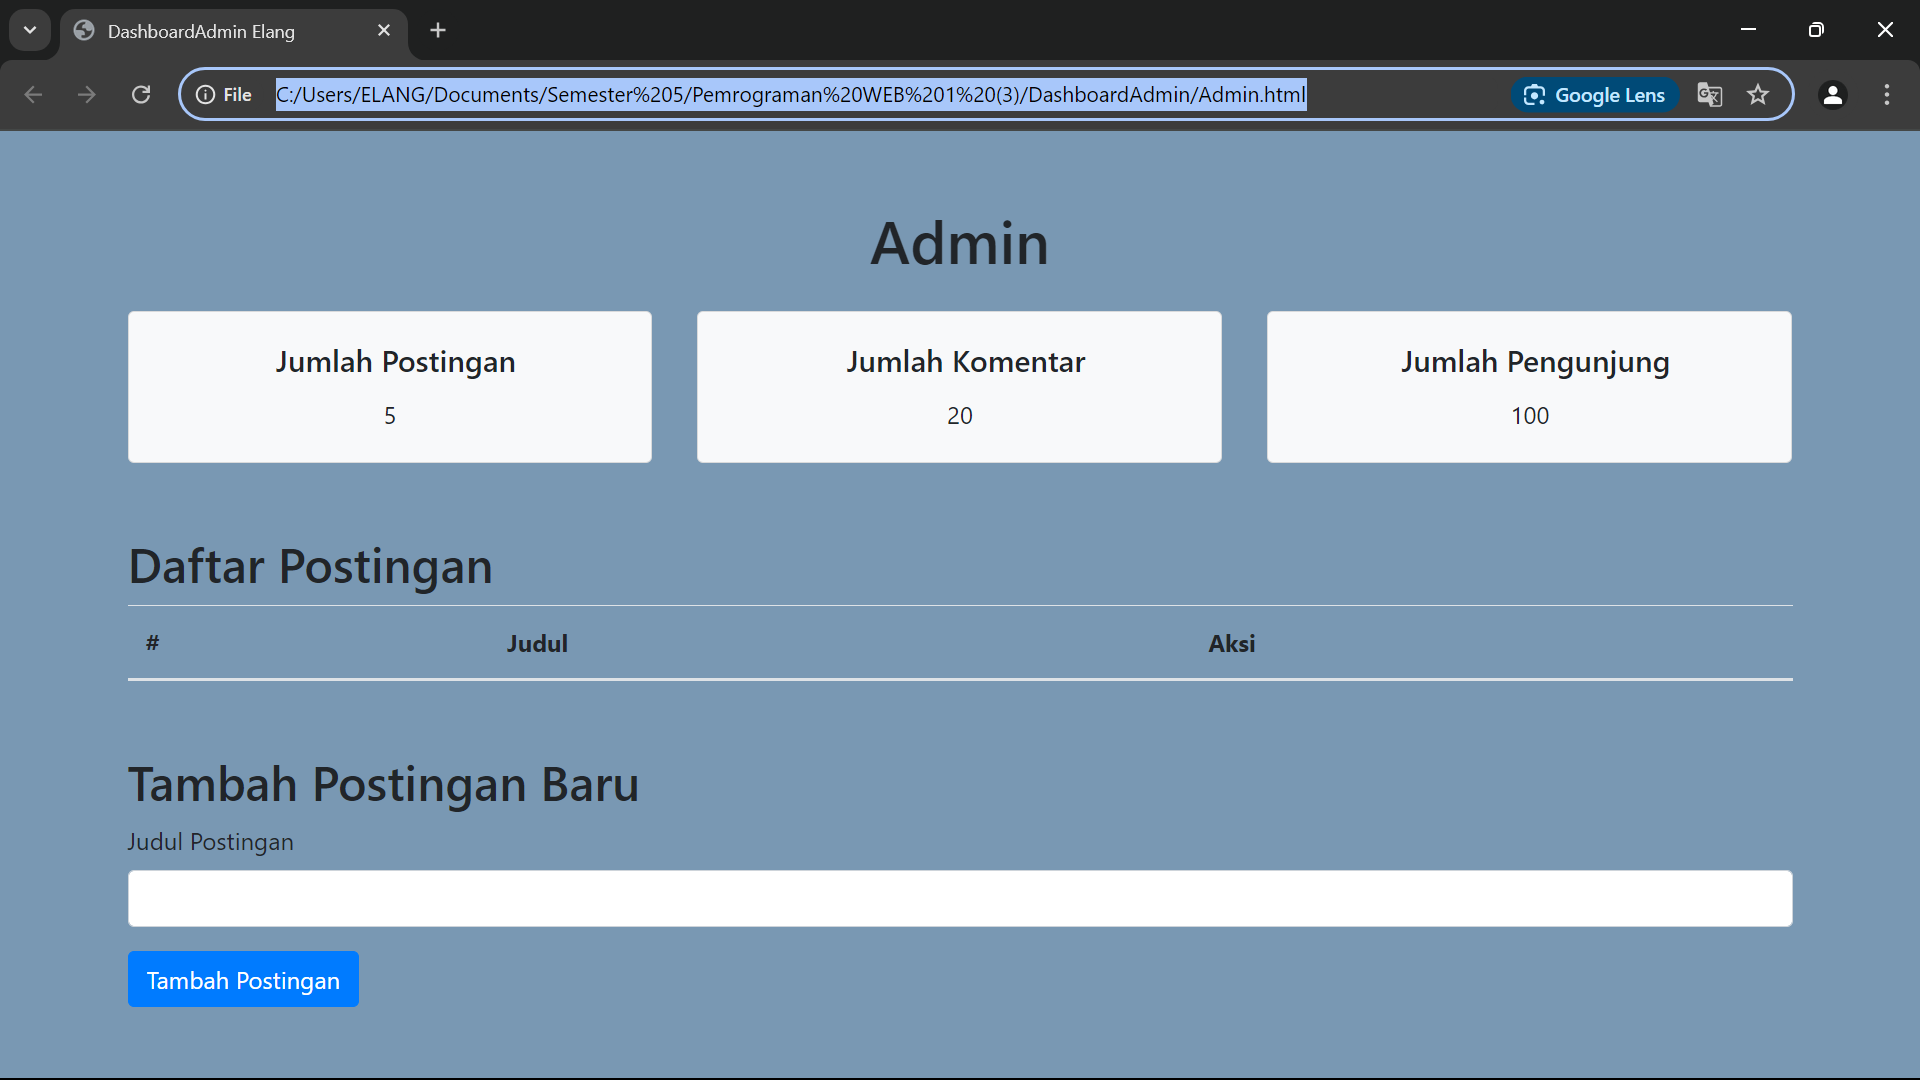 DashboardAdmin Elang
File
C:/Users/ELANG/Documents/Semester%205/Pemrograman%20WEB%201%20(3)/DashboardAdmin/Admin.html
Google Lens
Admin
Jumlah Postingan
5
Jumlah Komentar
20
Jumlah Pengunjung
100
Daftar Postingan
# Judul Aksi
Tambah Postingan Baru
Judul Postingan
Tambah Postingan